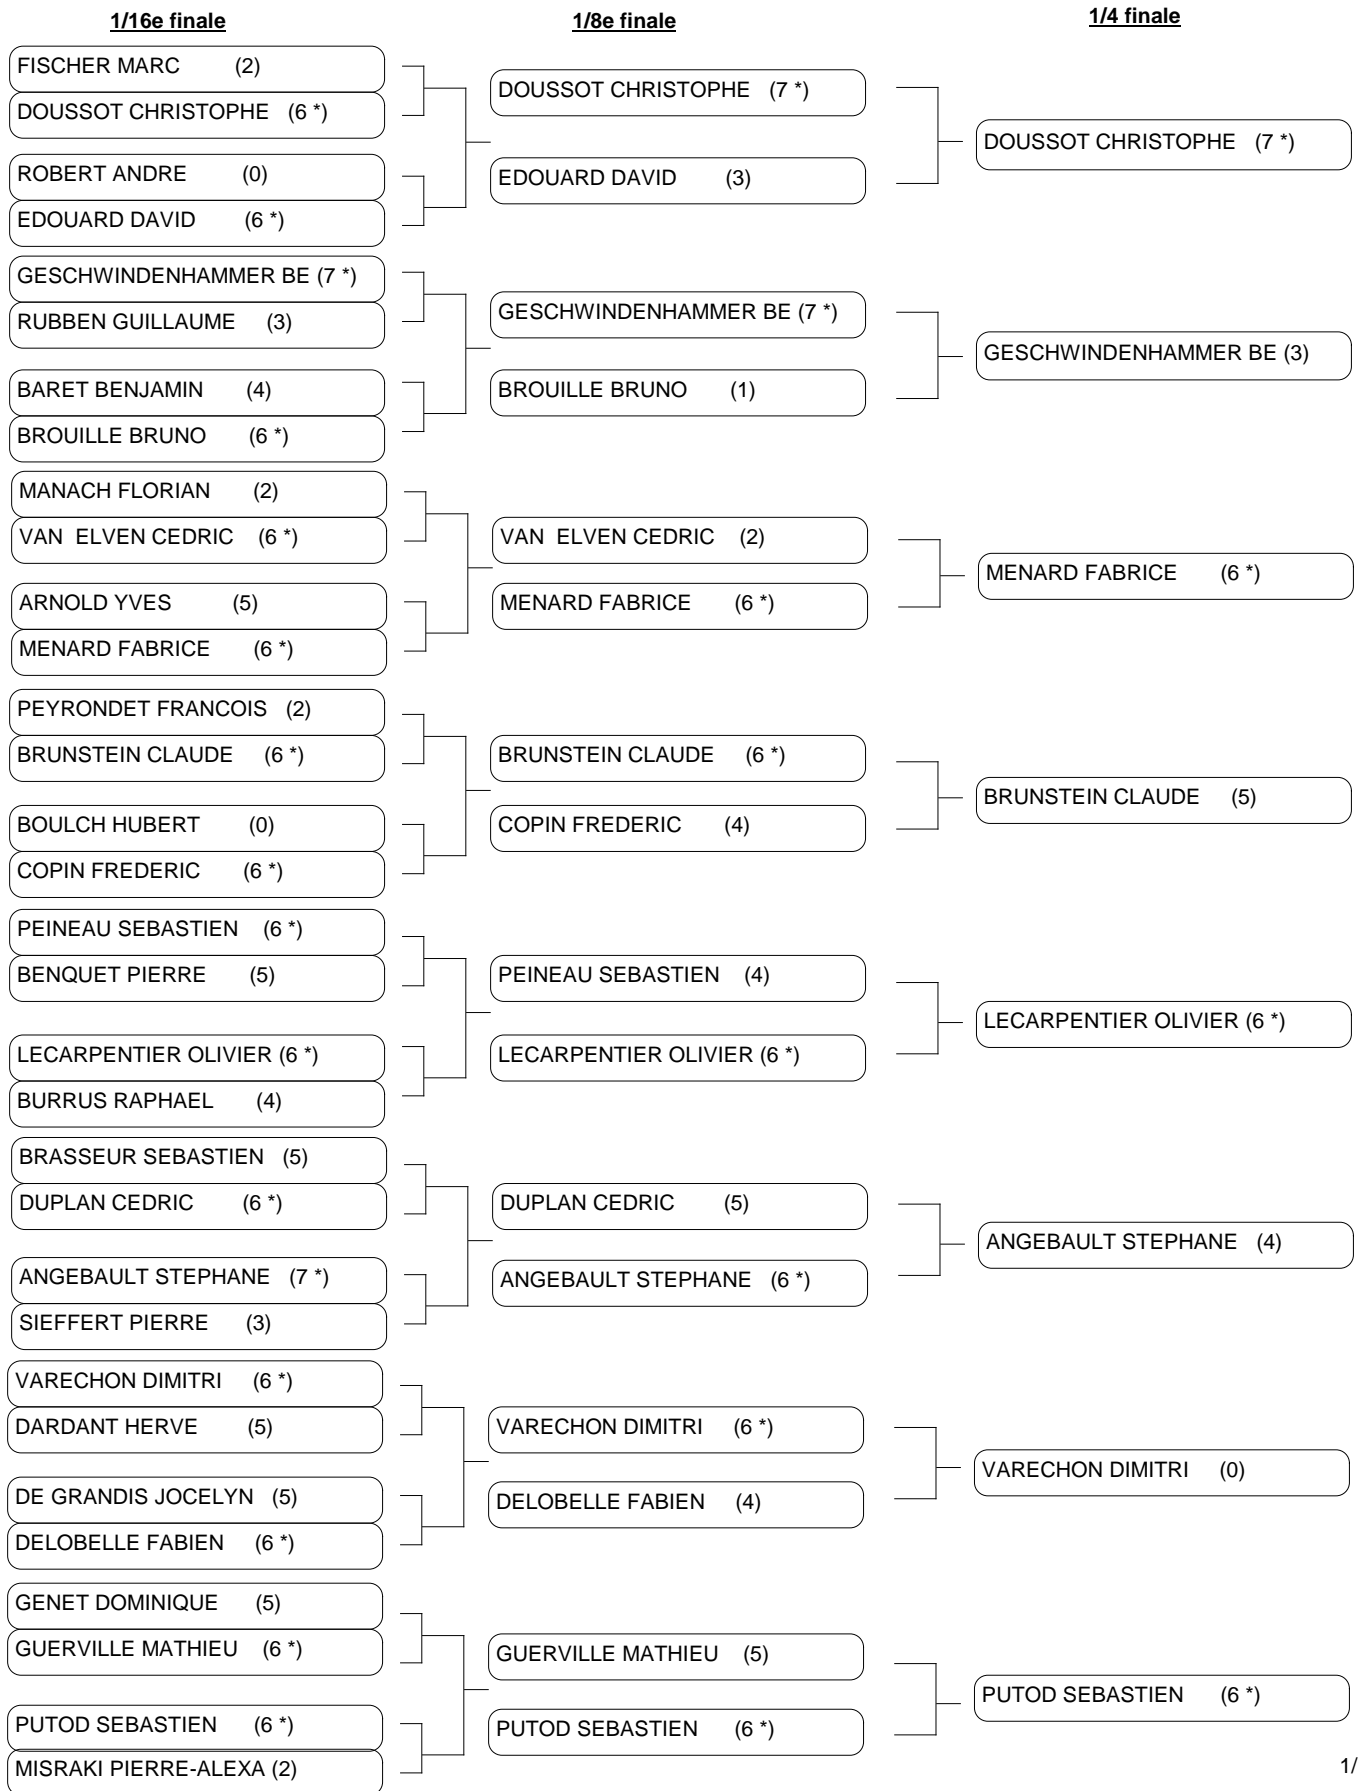 1/16e finale
FISCHER MARC (2)
DOUSSOT CHRISTOPHE (6 *)
ROBERT ANDRE (0)
EDOUARD DAVID (6 *)
GESCHWINDENHAMMER BE (7 *)
RUBBEN GUILLAUME (3)
BARET BENJAMIN (4)
BROUILLE BRUNO (6 *)
MANACH FLORIAN (2)
VAN ELVEN CEDRIC (6 *)
ARNOLD YVES (5)
MENARD FABRICE (6 *)
PEYRONDET FRANCOIS (2)
BRUNSTEIN CLAUDE (6 *)
BOULCH HUBERT (0)
COPIN FREDERIC (6 *)
PEINEAU SEBASTIEN (6 *)
BENQUET PIERRE (5)
LECARPENTIER OLIVIER (6 *)
BURRUS RAPHAEL (4)
BRASSEUR SEBASTIEN (5)
DUPLAN CEDRIC (6 *)
ANGEBAULT STEPHANE (7 *)
SIEFFERT PIERRE (3)
VARECHON DIMITRI (6 *)
DARDANT HERVE (5)
DE GRANDIS JOCELYN (5)
DELOBELLE FABIEN (6 *)
GENET DOMINIQUE (5)
GUERVILLE MATHIEU (6 *)
PUTOD SEBASTIEN (6 *)
MISRAKI PIERRE-ALEXA (2)
1/8e finale
DOUSSOT CHRISTOPHE (7 *)
EDOUARD DAVID (3)
GESCHWINDENHAMMER BE (7 *)
BROUILLE BRUNO (1)
VAN ELVEN CEDRIC (2)
MENARD FABRICE (6 *)
BRUNSTEIN CLAUDE (6 *)
COPIN FREDERIC (4)
PEINEAU SEBASTIEN (4)
LECARPENTIER OLIVIER (6 *)
DUPLAN CEDRIC (5)
ANGEBAULT STEPHANE (6 *)
VARECHON DIMITRI (6 *)
DELOBELLE FABIEN (4)
GUERVILLE MATHIEU (5)
PUTOD SEBASTIEN (6 *)
1/4 finale
DOUSSOT CHRISTOPHE (7 *)
GESCHWINDENHAMMER BE (3)
MENARD FABRICE (6 *)
BRUNSTEIN CLAUDE (5)
LECARPENTIER OLIVIER (6 *)
ANGEBAULT STEPHANE (4)
VARECHON DIMITRI (0)
PUTOD SEBASTIEN (6 *)
1/